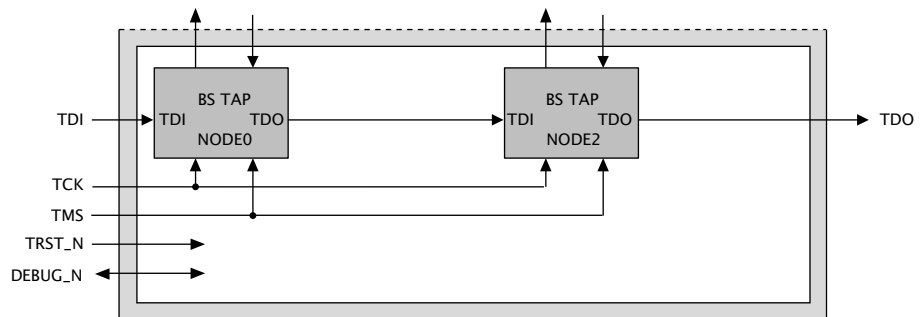 BS TAP
TDI TDO
NODE0
BS TAP
TDI TDO
NODE2
TDI
TDO
TCK
TMS
TRST_N
DEBUG_N